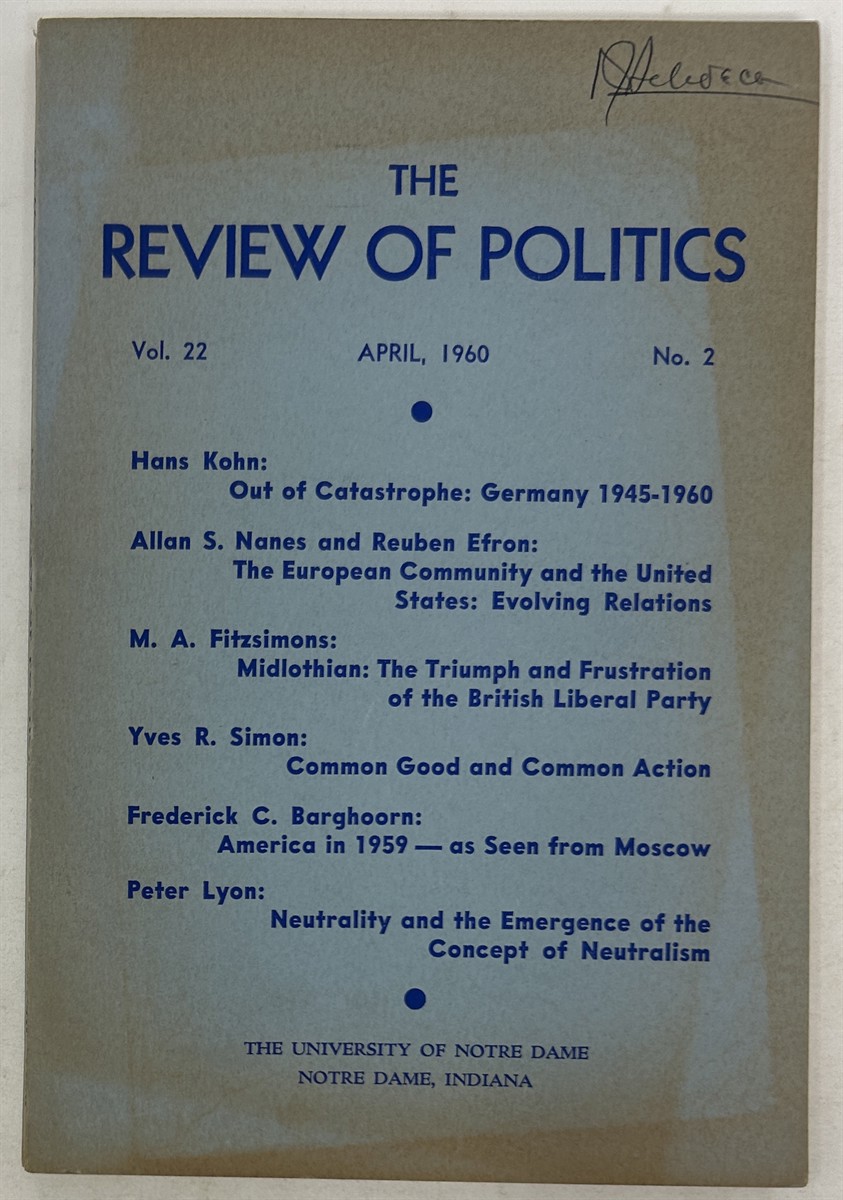 THE
REVIEW OF POLITICS
Vol. 22 APRIL, 1960 No. 2
Hans Kohn:
Out of Catastrophe: Germany 1945-1960
Allan S. Nanes and Reuben Efron:
The European Community and the United
States: Evolving Relations
M. A. Fitzsimons:
Midlothian: The Triumph and Frustration
of the British Liberal Party
Yves R. Simon:
Common Good and Common Action
Frederick C. Barghoorn:
America in 1959 — as Seen from Moscow
Peter Lyon:
Neutrality and the Emergence of the
Concept of Neutralism
THE UNIVERSITY OF NOTRE DAME
NOTRE DAME, INDIANA